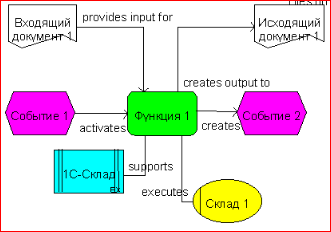 Входящий
документ 1
provides input for
Исходящий
документ 1
creates output to
Событие 1
activates
Функция 1
creates
Событие 2
1С-Склад
supports
executes
Склад 1